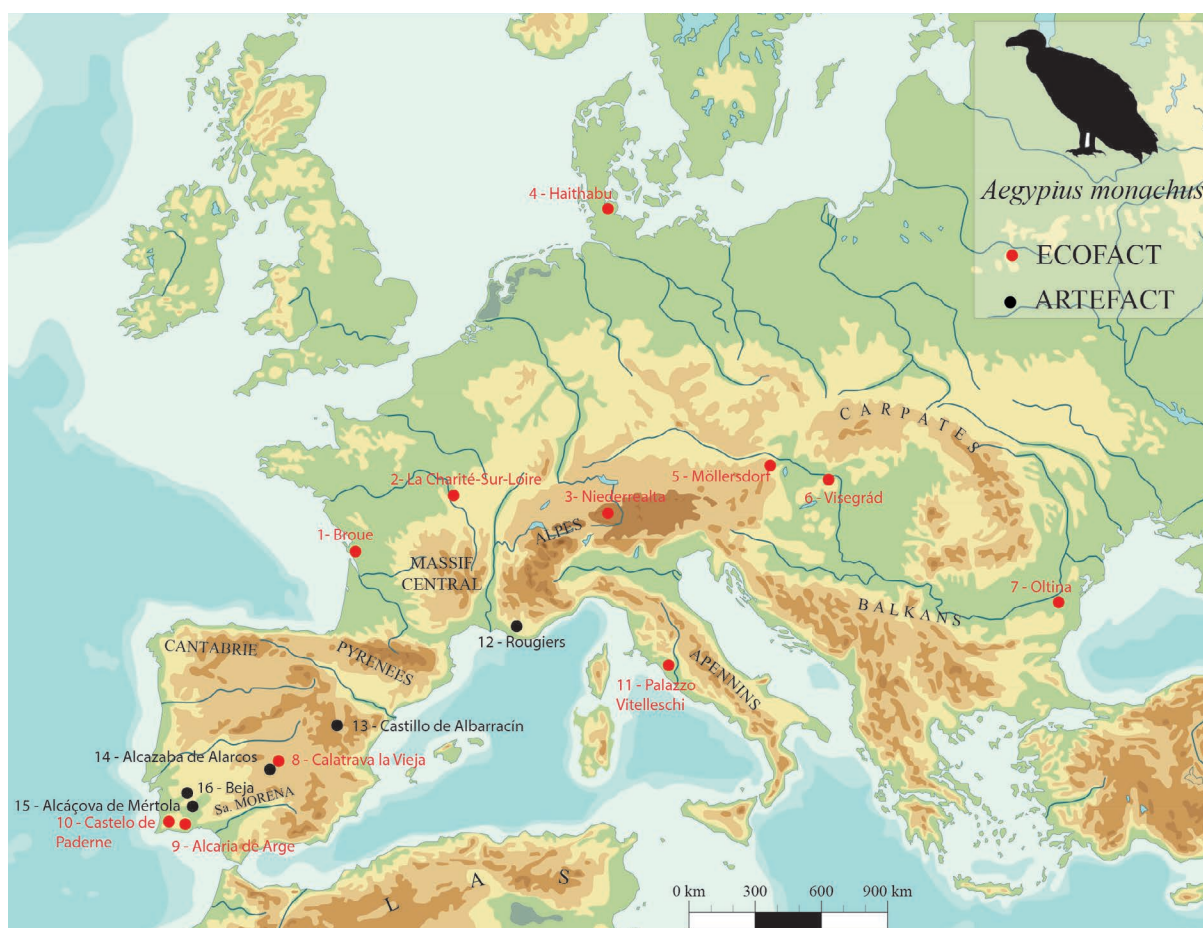 Aegypius monachus
ECOFACT
ARTEFACT
4 - Haithabu
CARPATES
2- La Charité-Sur-Loire
5 - Möllersdorf
3- Niederrealta
6 - Visegrád
1- Broue
ALPES
MASSIF
CENTRAL
7 - Oltina
BALKANS
12 - Rougiers
CANTABRIE
PYRENEES
APENNINS
11 - Palazzo
Vitelleschi
13 - Castillo de Albarracín
14 - Alcazaba de Alarcos
8 - Calatrava la Vieja
16 - Beja
Sa. MORENA
15 - Alcáçova de Mértola
10 - Castelo de
Paderne
9 - Alcaria de Arge
L A S
0 km 300 600 900 km